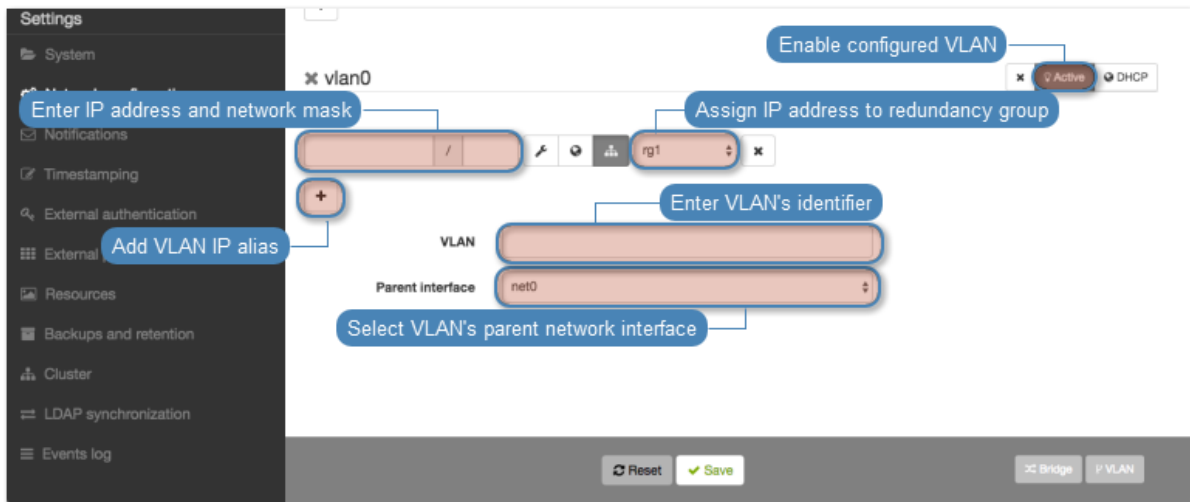 Settings
System
Enable configured VLAN
vlan0
Active
DHCP
Enter IP address and network mask
Assign IP address to redundancy group
Notifications
/
rg1
Timestamping
+
External authentication
Enter VLAN's identifier
Add VLAN IP alias
VLAN
External
Resources
Parent interface
net0
Select VLAN's parent network interface
Backups and retention
Cluster
LDAP synchronization
Events log
Reset
Save
Bridge
VLAN